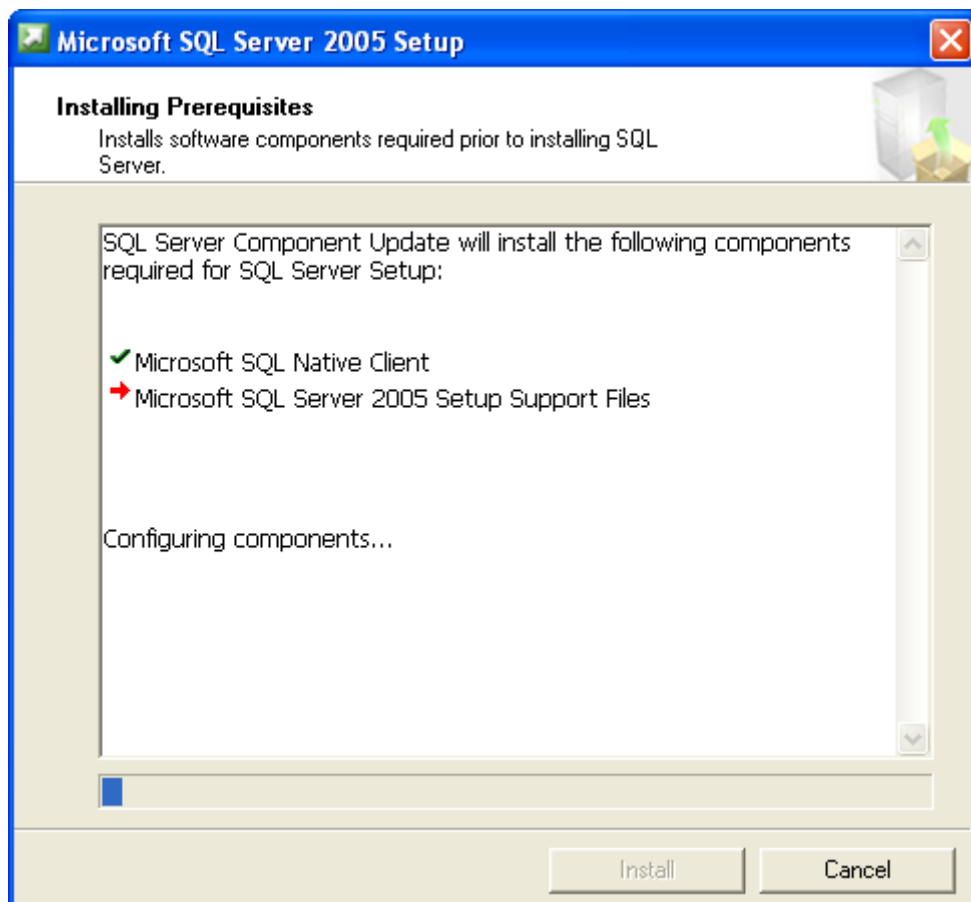 Microsoft SQL Server 2005 Setup
Installing Prerequisites
Installs software components required prior to installing SQL
Server.
SQL Server Component Update will install the following components
required for SQL Server Setup:
Microsoft SQL Native Client
Microsoft SQL Server 2005 Setup Support Files
Configuring components...
Install
Cancel